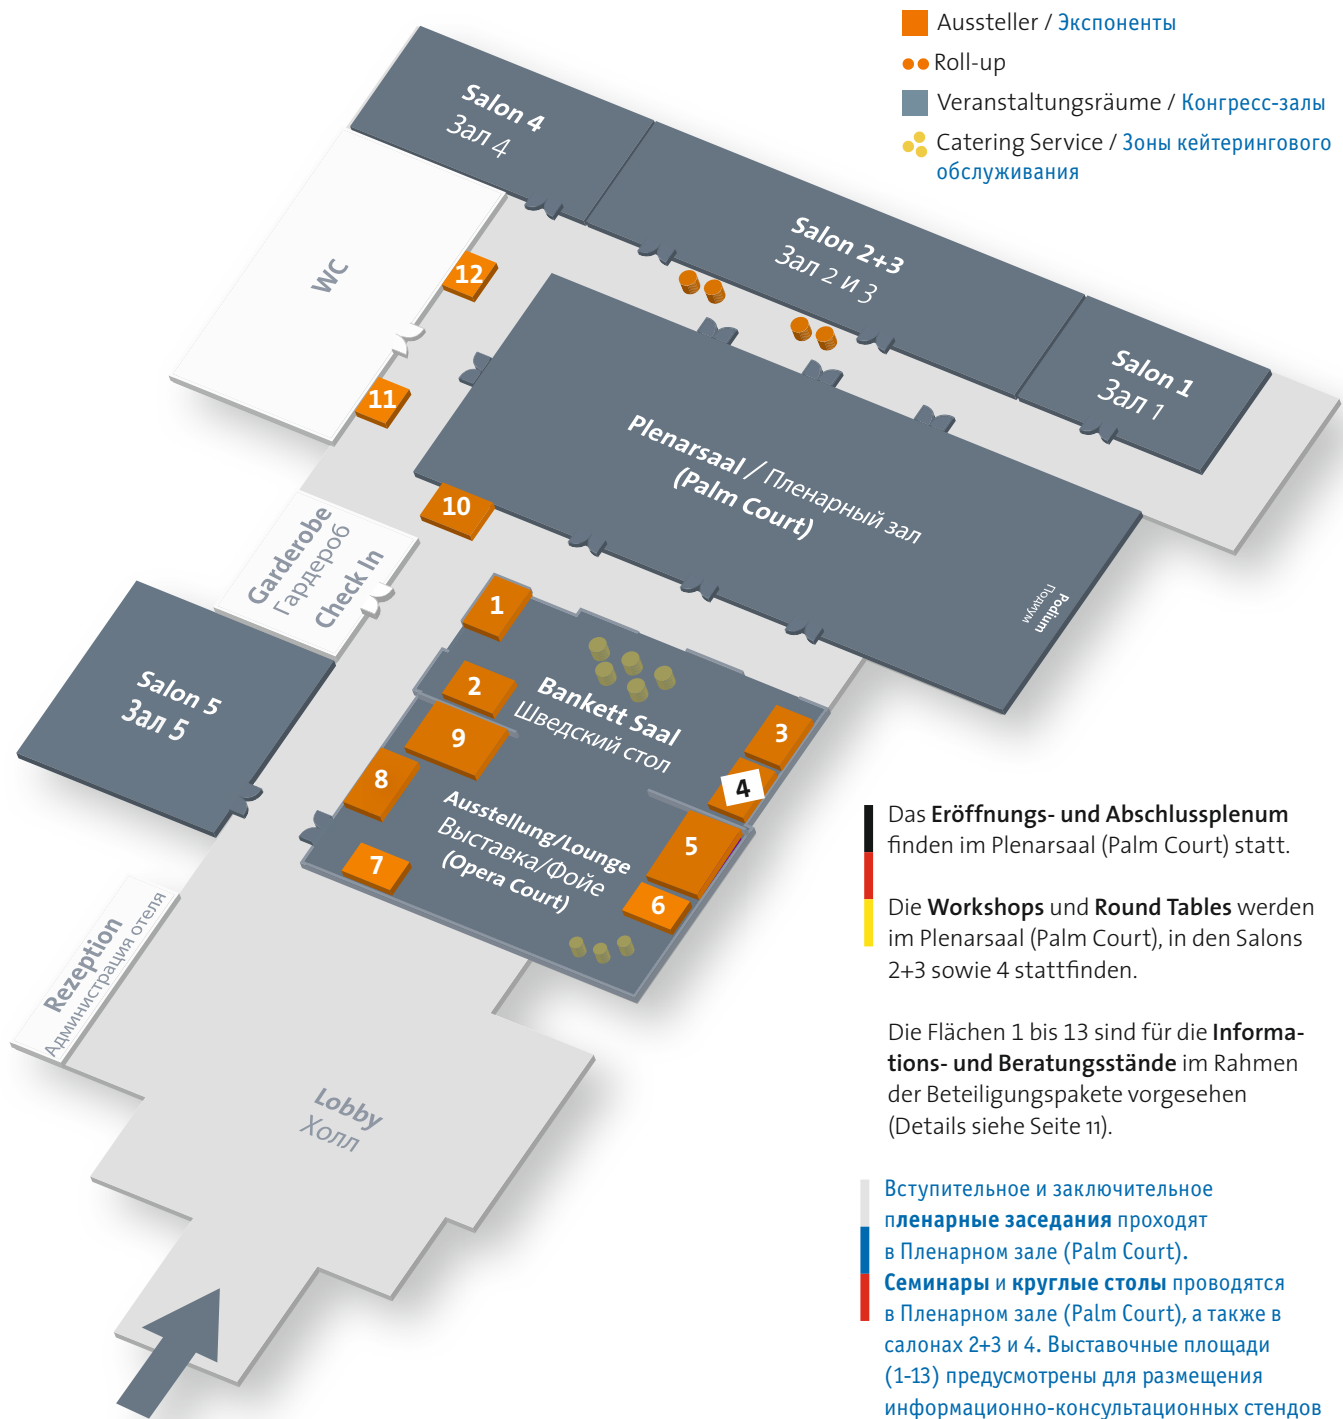 Aussteller / Экспоненты
Roll-up
Veranstaltungsräume / Конгресс-залы
Catering Service / Зоны кейтерингового
обслуживания
Salon 4
Зал 4
Salon 2+3
Зал 2 и 3
Salon 1
Зал 1
WC
12
11
Plenarsaal / Пленарный зал
(Palm Court)
Podium
Подиум
10
Garderobe
Гардероб
Check In
Salon 5
Зал 5
1
2
Bankett Saal
Шведский стол
3
4
9
8
Ausstellung/Lounge
Выставка/Фойе
(Opera Court)
5
7
6
Rezeption
Администрация отеля
Lobby
Холл
Das Eröffnungs- und Abschlussplenum
finden im Plenarsaal (Palm Court) statt.
Die Workshops und Round Tables werden
im Plenarsaal (Palm Court), in den Salons
2+3 sowie 4 stattfinden.
Die Flächen 1 bis 13 sind für die Informa-
tions- und Beratungsstände im Rahmen
der Beteiligungspakete vorgesehen
(Details siehe Seite 11).
Вступительное и заключительное
пленарные заседания проходят
в Пленарном зале (Palm Court).
Семинары и круглые столы проводятся
в Пленарном зале (Palm Court), а также в
салонах 2+3 и 4. Выставочные площади
(1-13) предусмотрены для размещения
информационно-консультационных стендов